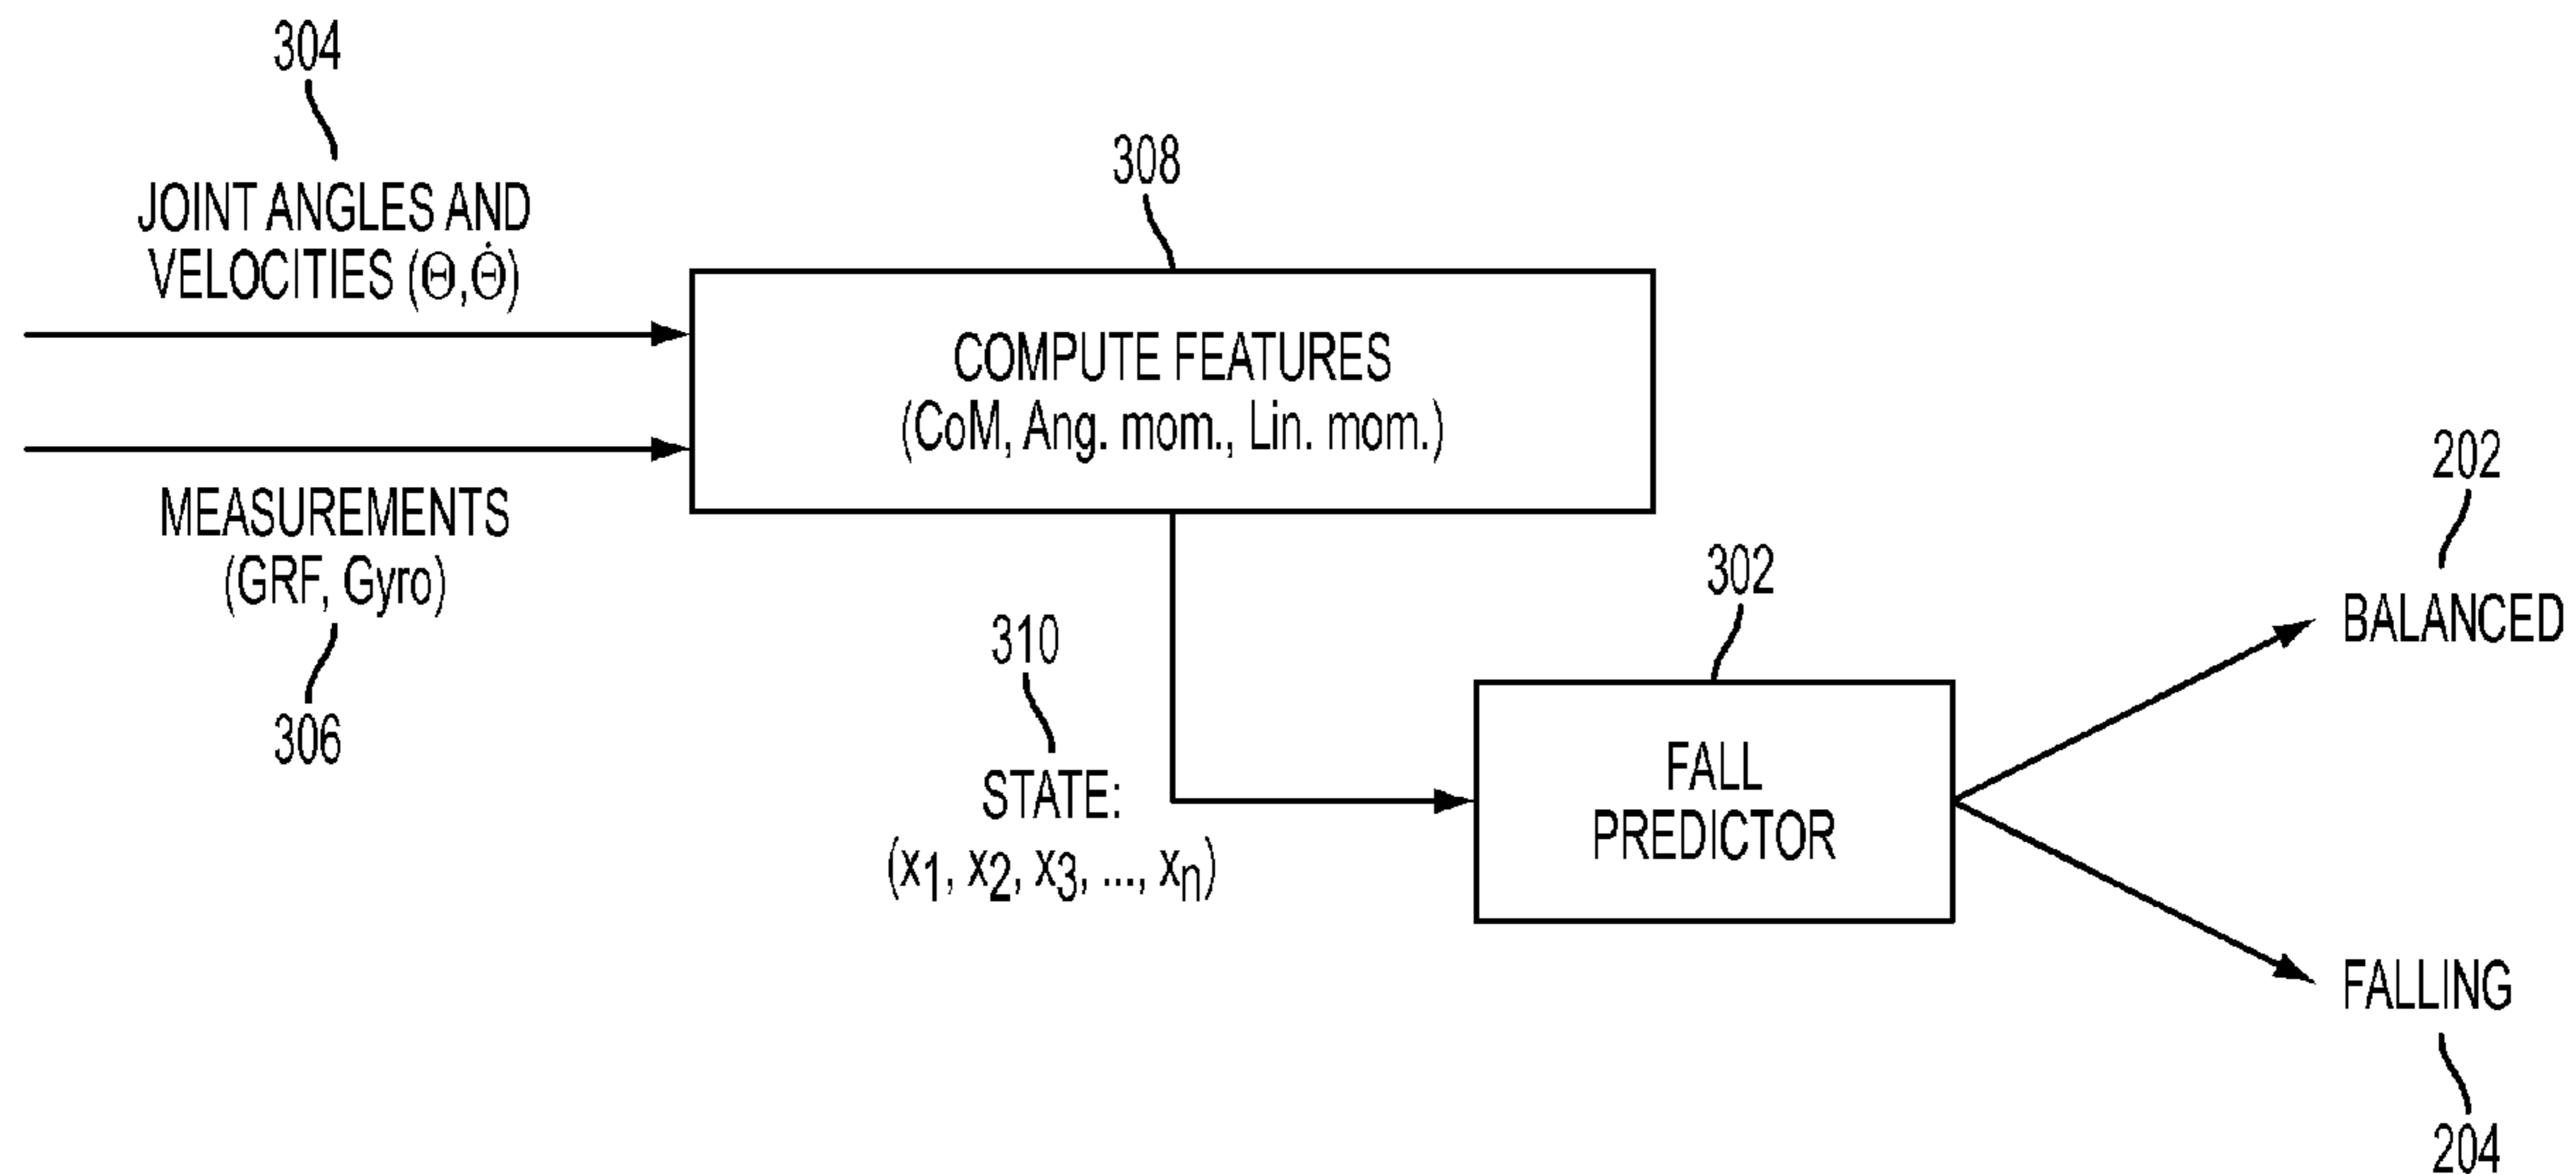 304
JOINT ANGLES AND
VELOCITIES (Θ,Θ̇)
MEASUREMENTS
(GRF, Gyro)
306
308
COMPUTE FEATURES
(CoM, Ang. mom., Lin. mom.)
310
STATE:
(x1, x2, x3, ..., xn)
302
FALL
PREDICTOR
202
BALANCED
FALLING
204